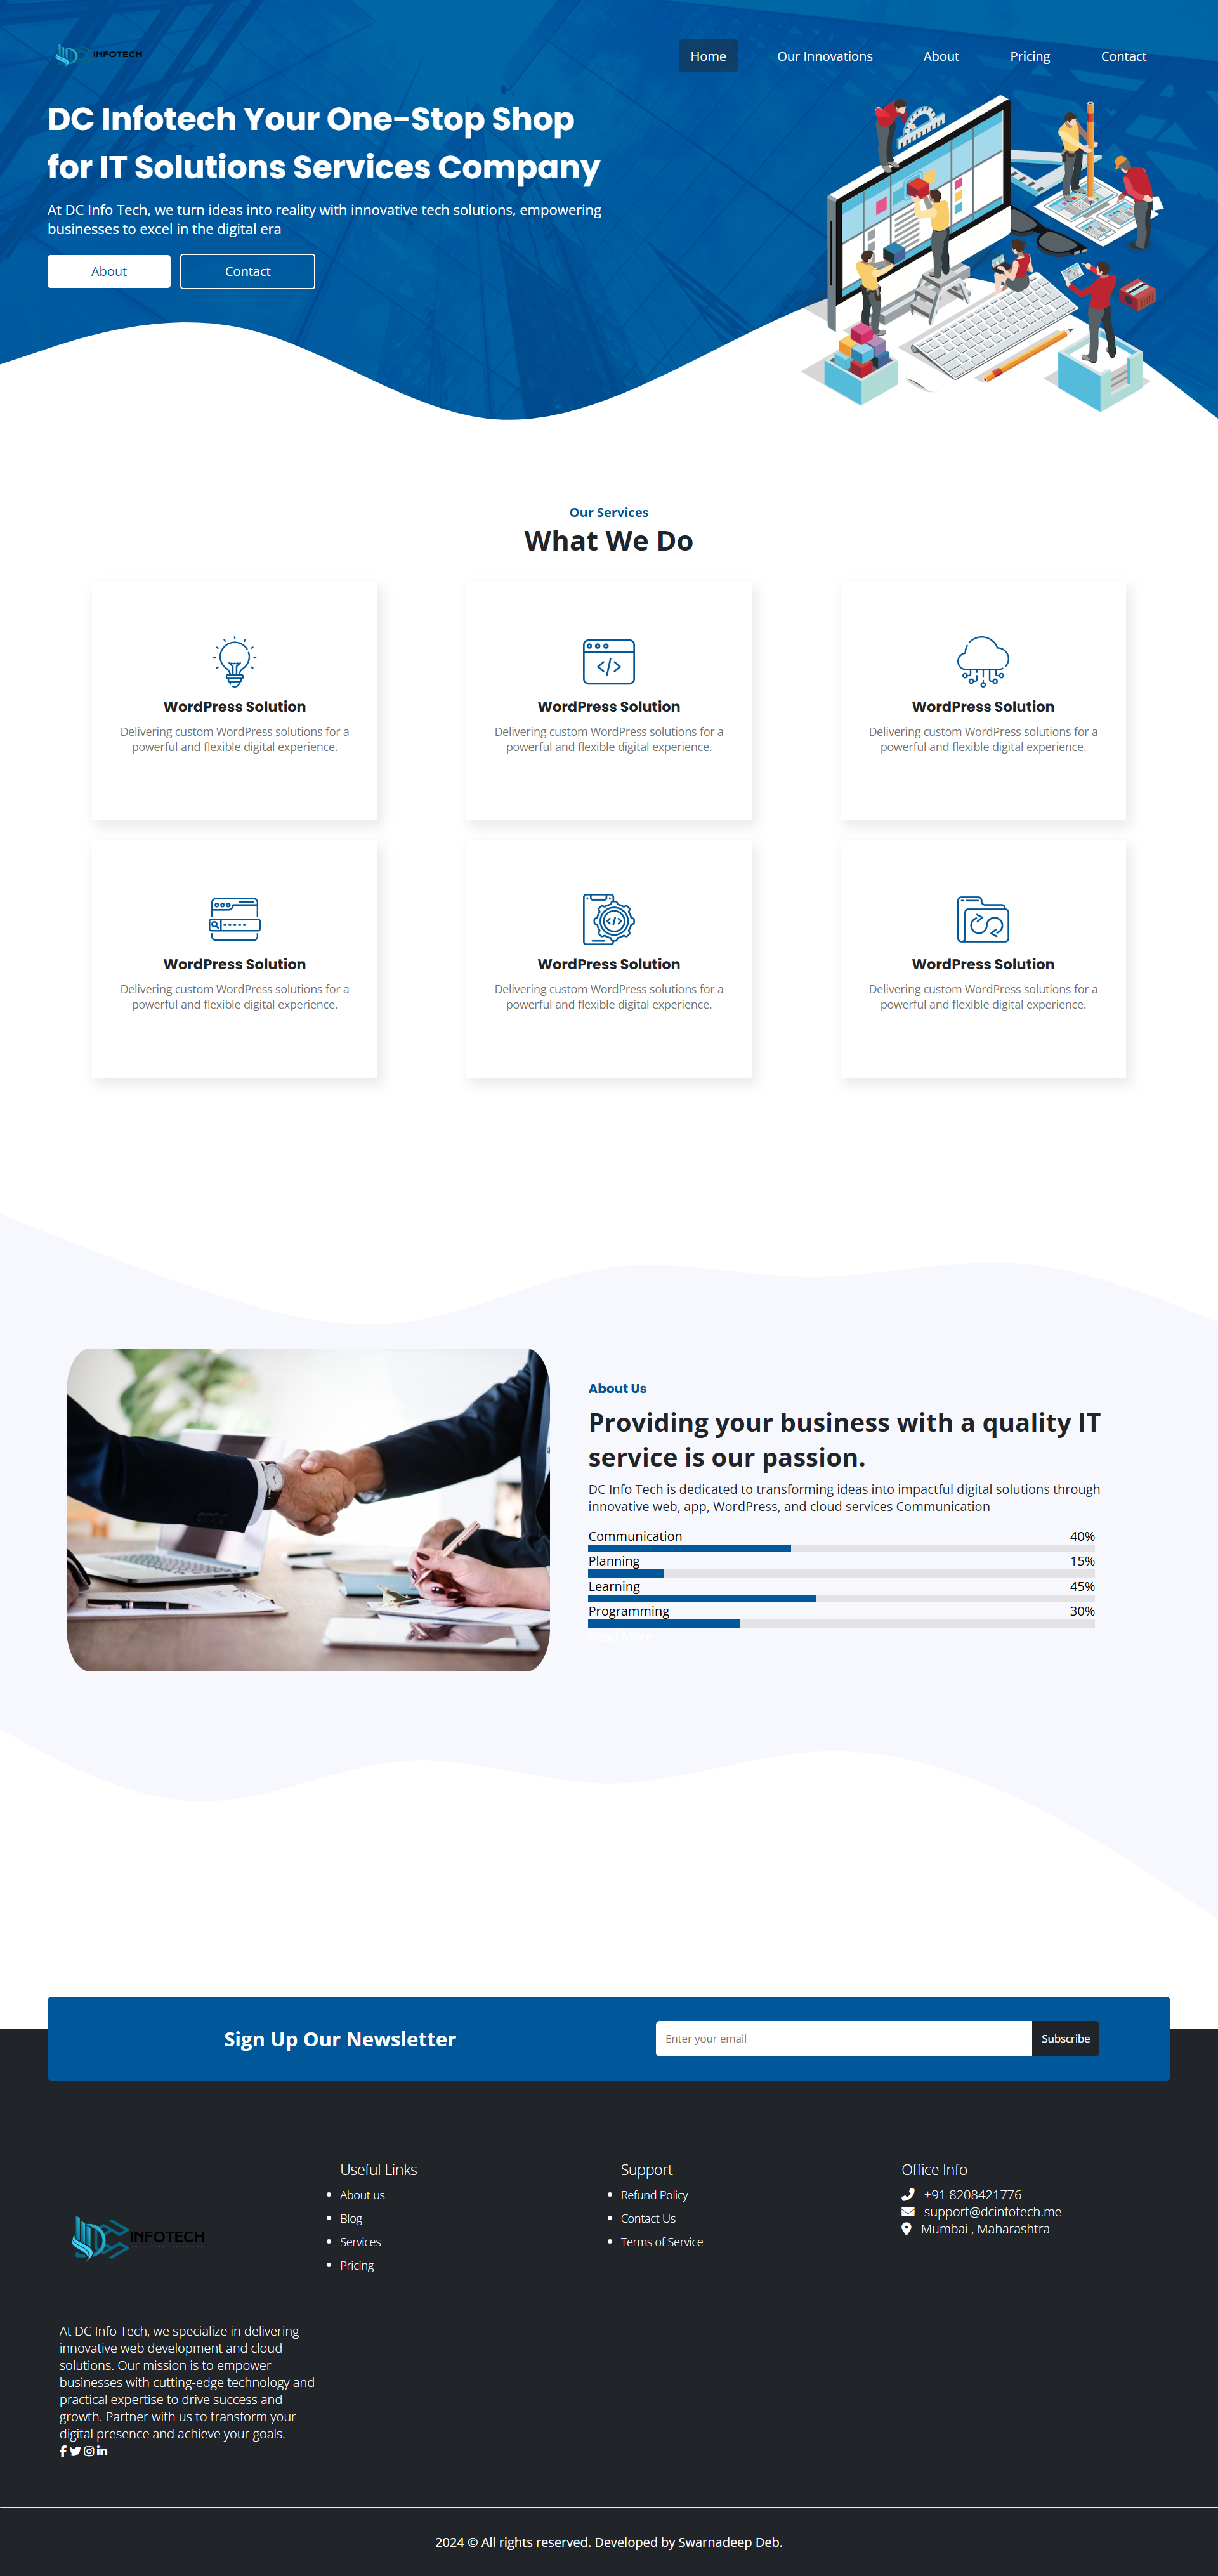 INFOTECH
Home
Our Innovations
About
Pricing
Contact
DC Infotech Your One-Stop Shop
for IT Solutions Services Company
At DC Info Tech, we turn ideas into reality with innovative tech solutions, empowering
businesses to excel in the digital era
About
Contact
Our Services
What We Do
WordPress Solution
Delivering custom WordPress solutions for a
powerful and flexible digital experience.
WordPress Solution
Delivering custom WordPress solutions for a
powerful and flexible digital experience.
WordPress Solution
Delivering custom WordPress solutions for a
powerful and flexible digital experience.
WordPress Solution
Delivering custom WordPress solutions for a
powerful and flexible digital experience.
WordPress Solution
Delivering custom WordPress solutions for a
powerful and flexible digital experience.
WordPress Solution
Delivering custom WordPress solutions for a
powerful and flexible digital experience.
About Us
Providing your business with a quality IT
service is our passion.
DC Info Tech is dedicated to transforming ideas into impactful digital solutions through
innovative web, app, WordPress, and cloud services Communication
Communication 40%
Planning 15%
Learning 45%
Programming 30%
Sign Up Our Newsletter
Enter your email
Subscribe
INFOTECH
At DC Info Tech, we specialize in delivering
innovative web development and cloud
solutions. Our mission is to empower
businesses with cutting-edge technology and
practical expertise to drive success and
growth. Partner with us to transform your
digital presence and achieve your goals.
Useful Links
About us
Blog
Services
Pricing
Support
Refund Policy
Contact Us
Terms of Service
Office Info
+91 8208421776
support@dcinfotech.me
Mumbai , Maharashtra
2024 © All rights reserved. Developed by Swarnadeep Deb.